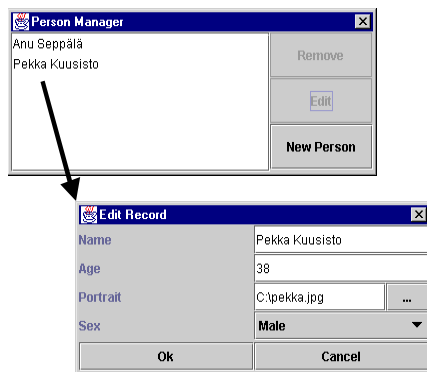 Person Manager
Anu Seppälä
Pekka Kuusisto
Remove
Edit
New Person
Edit Record
Name Pekka Kuusisto
Age 38
Portrait C:\pekka.jpg ...
Sex Male
Ok Cancel